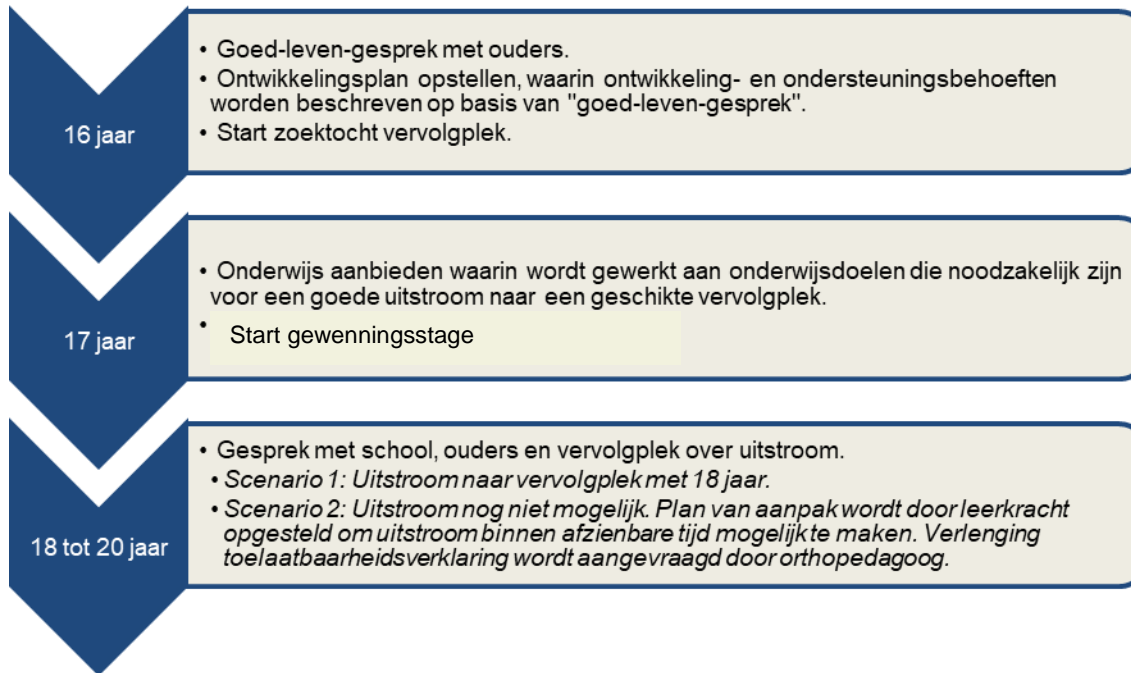 16 jaar
• Goed-leven-gesprek met ouders.
• Ontwikkelingsplan opstellen, waarin ontwikkeling- en ondersteuningsbehoeften
worden beschreven op basis van "goed-leven-gesprek".
• Start zoektocht vervolgplek.
17 jaar
• Onderwijs aanbieden waarin wordt gewerkt aan onderwijsdoelen die noodzakelijk zijn
voor een goede uitstroom naar een geschikte vervolgplek.
• Start gewenningsstage
18 tot 20 jaar
• Gesprek met school, ouders en vervolgplek over uitstroom.
• Scenario 1: Uitstroom naar vervolgplek met 18 jaar.
• Scenario 2: Uitstroom nog niet mogelijk. Plan van aanpak wordt door leerkracht
opgesteld om uitstroom binnen afzienbare tijd mogelijk te maken. Verlenging
toelaatbaarheidsverklaring wordt aangevraagd door orthopedagoog.